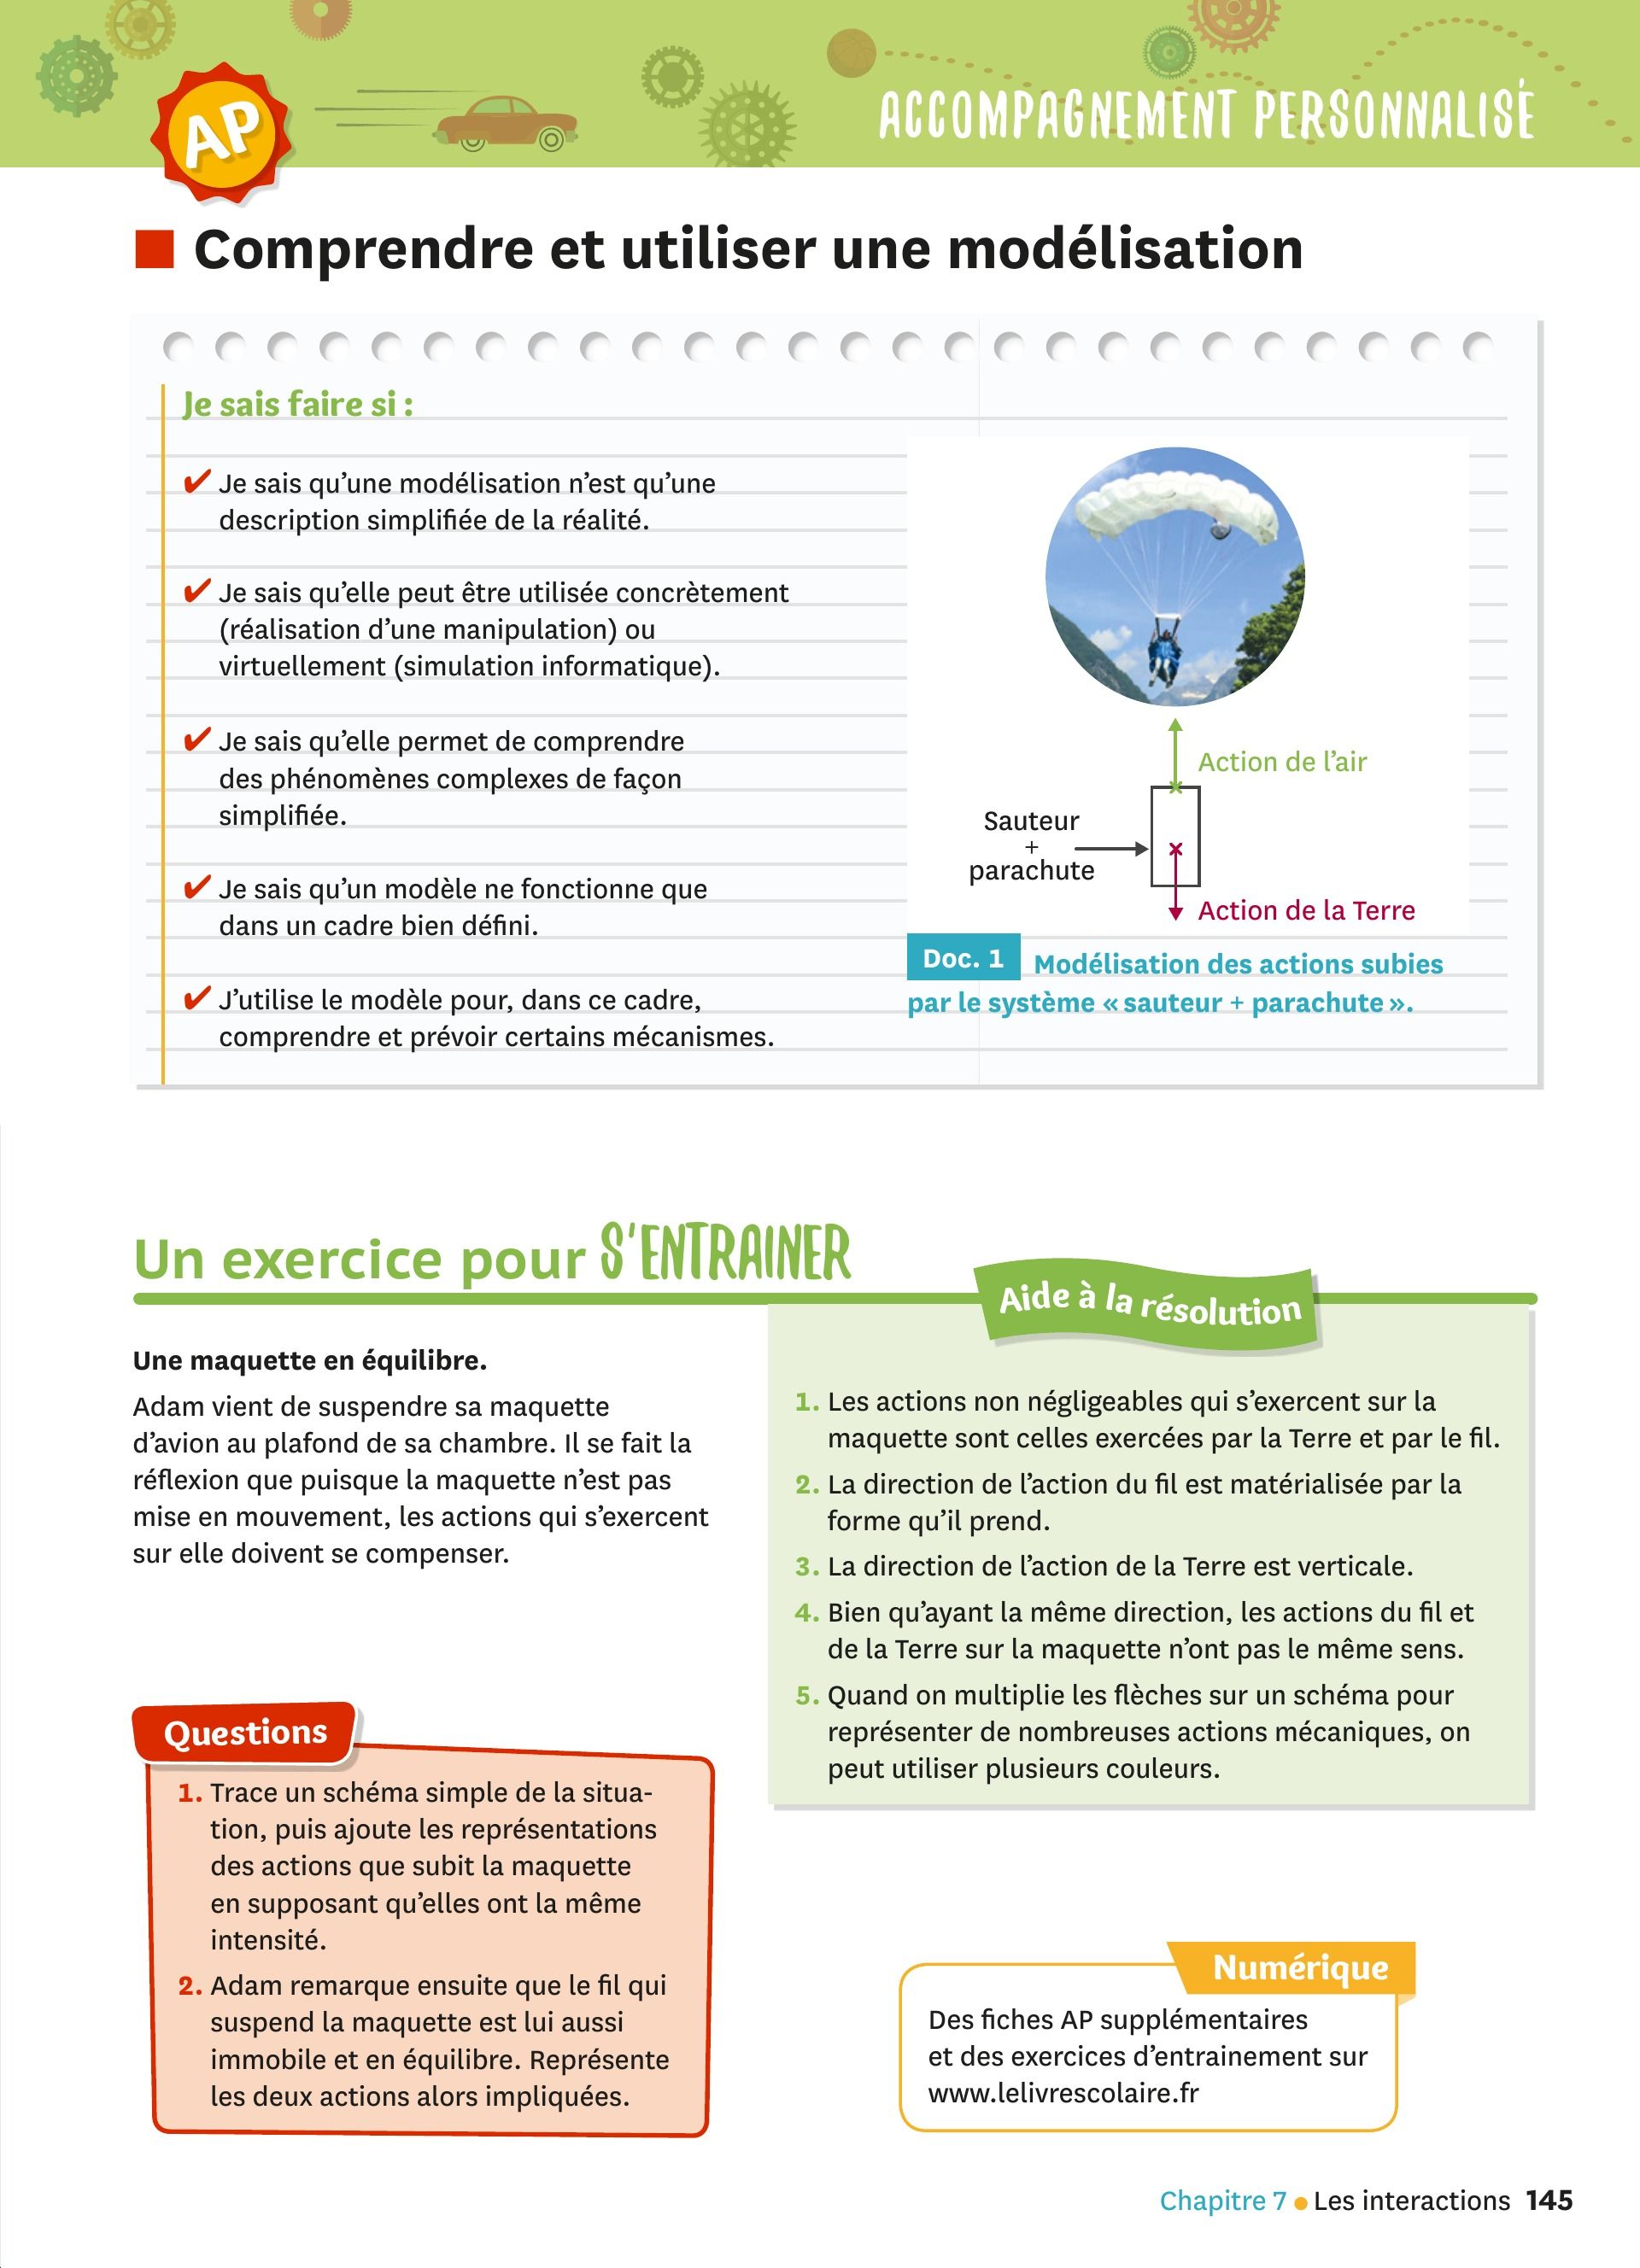 AP
ACCOMPAGNEMENT PERSONNALISÉ
Comprendre et utiliser une modélisation
Je sais faire si :
✔ Je sais qu’une modélisation n’est qu’une
description simplifiée de la réalité.
✔ Je sais qu’elle peut être utilisée concrètement
(réalisation d’une manipulation) ou
virtuellement (simulation informatique).
✔ Je sais qu’elle permet de comprendre
des phénomènes complexes de façon
simplifiée.
✔ Je sais qu’un modèle ne fonctionne que
dans un cadre bien défini.
✔ J’utilise le modèle pour, dans ce cadre,
comprendre et prévoir certains mécanismes.
Action de l’air
Sauteur
+
parachute
Action de la Terre
Doc. 1 Modélisation des actions subies
par le système « sauteur + parachute ».
Un exercice pour S’ENTRAINER
Une maquette en équilibre.
Adam vient de suspendre sa maquette
d’avion au plafond de sa chambre. Il se fait la
réflexion que puisque la maquette n’est pas
mise en mouvement, les actions qui s’exercent
sur elle doivent se compenser.
Questions
1. Trace un schéma simple de la situa-
tion, puis ajoute les représentations
des actions que subit la maquette
en supposant qu’elles ont la même
intensité.
2. Adam remarque ensuite que le fil qui
suspend la maquette est lui aussi
immobile et en équilibre. Représente
les deux actions alors impliquées.
Aide à la résolution
1. Les actions non négligeables qui s’exercent sur la
maquette sont celles exercées par la Terre et par le fil.
2. La direction de l’action du fil est matérialisée par la
forme qu’il prend.
3. La direction de l’action de la Terre est verticale.
4. Bien qu’ayant la même direction, les actions du fil et
de la Terre sur la maquette n’ont pas le même sens.
5. Quand on multiplie les flèches sur un schéma pour
représenter de nombreuses actions mécaniques, on
peut utiliser plusieurs couleurs.
Numérique
Des fiches AP supplémentaires
et des exercices d’entrainement sur
www.lelivrescolaire.fr
Chapitre 7 • Les interactions 145